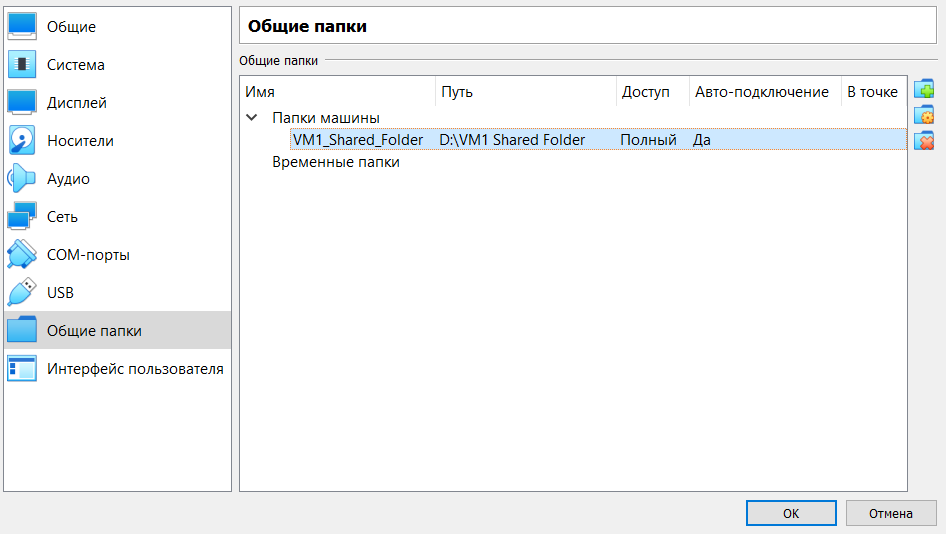 Общие
Система
Дисплей
Носители
Аудио
Сеть
COM-порты
USB
Общие папки
Интерфейс пользователя
Общие папки
Общие папки
Имя Путь Доступ Авто-подключение В точке
Папки машины
VM1_Shared_Folder D:\VM1 Shared Folder Полный Да
Временные папки
OK Отмена